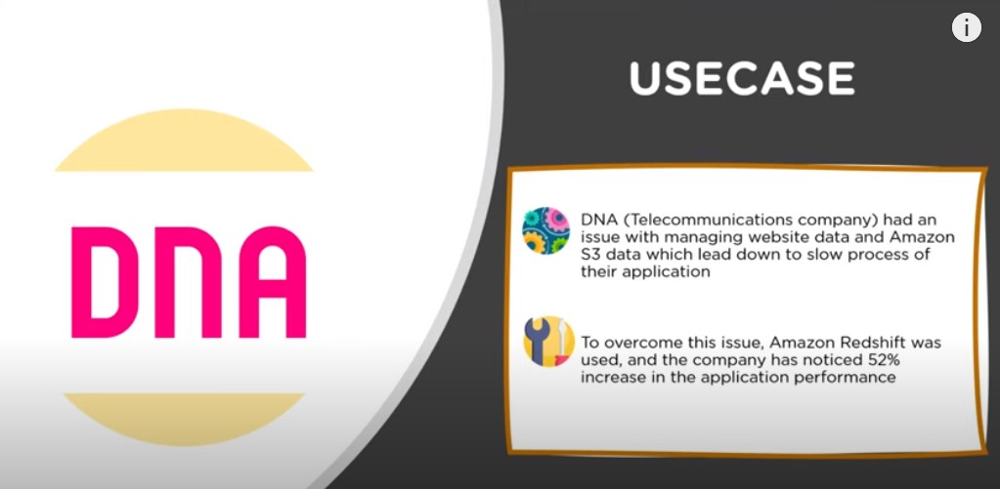 DNA
USECASE
DNA (Telecommunications company) had an
issue with managing website data and Amazon
S3 data which lead down to slow process of
their application
To overcome this issue, Amazon Redshift was
used, and the company has noticed 52%
increase in the application performance
i